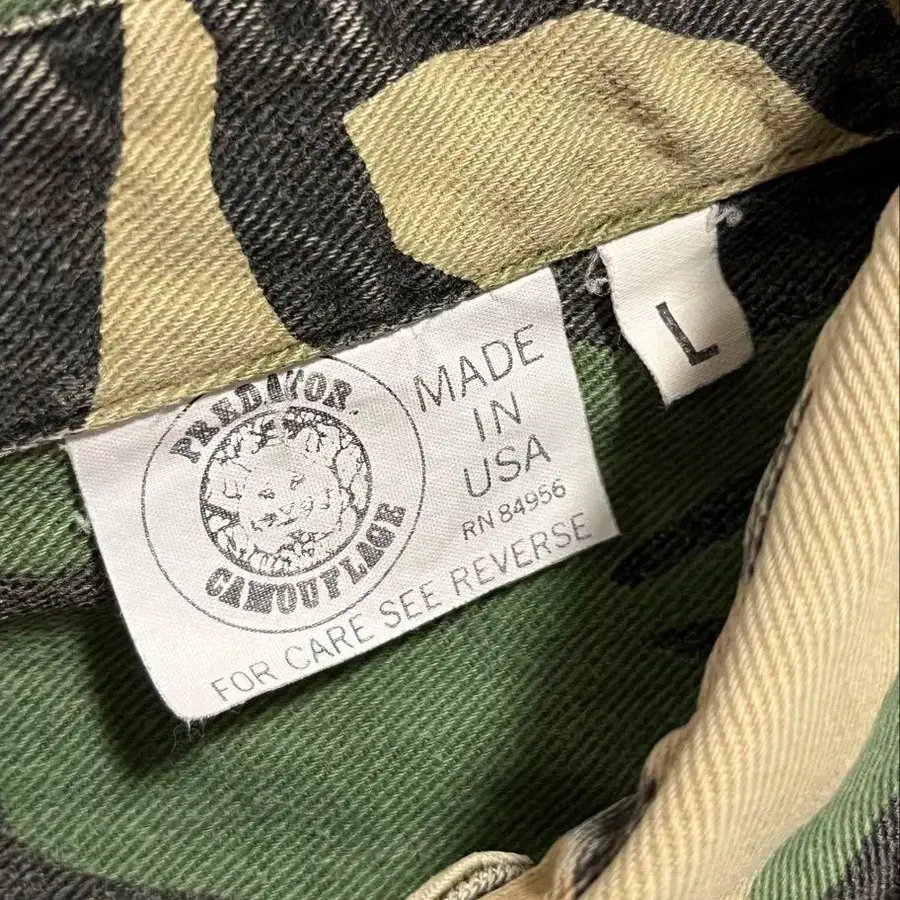 PREDATOR
CAMOUFLAGE
MADE
IN
USA
RN 84956
FOR CARE SEE REVERSE
L